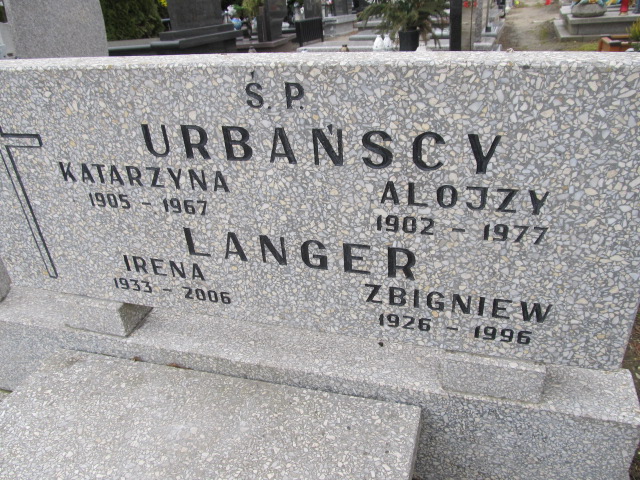 Ś. P.
URBAŃSCY
KATARZYNA
1905 - 1967
ALOJZY
1902 - 1977
LANGER
IRENA
1933 - 2006
ZBIGNIEW
1926 - 1996